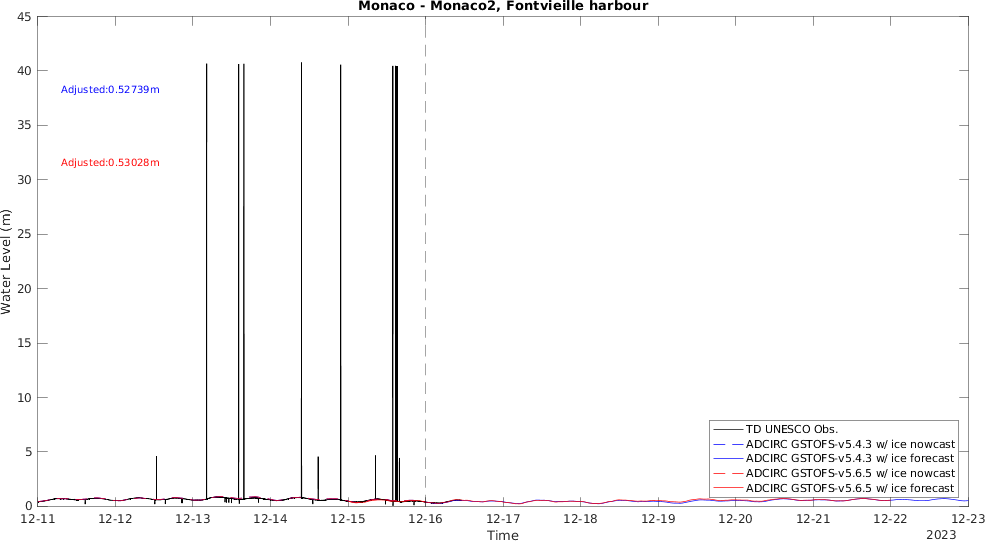 Monaco - Monaco2, Fontvieille harbour
45
40
35
30
25
20
15
10
5
0
Water Level (m)
Adjusted:0.52739m
Adjusted:0.53028m
TD UNESCO Obs.
ADCIRC GSTOFS-v5.4.3 w/ ice nowcast
ADCIRC GSTOFS-v5.4.3 w/ ice forecast
ADCIRC GSTOFS-v5.6.5 w/ ice nowcast
ADCIRC GSTOFS-v5.6.5 w/ ice forecast
12-11 12-12 12-13 12-14 12-15 12-16 12-17 12-18 12-19 12-20 12-21 12-22 12-23
Time
2023